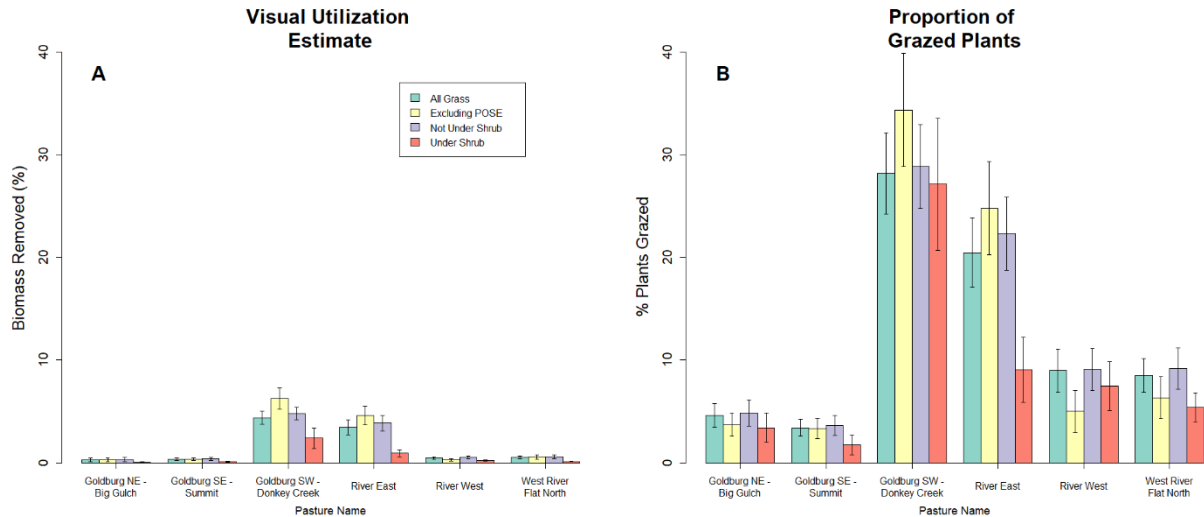 Visual Utilization
Estimate
A
40
30
20
10
0
Biomass Removed (%)
All Grass
Excluding POSE
Not Under Shrub
Under Shrub
Goldburg NE -
Big Gulch
Goldburg SE -
Summit
Goldburg SW -
Donkey Creek
River East
River West
West River
Flat North
Pasture Name
Proportion of
Grazed Plants
B
40
30
20
10
0
% Plants Grazed
Goldburg NE -
Big Gulch
Goldburg SE -
Summit
Goldburg SW -
Donkey Creek
River East
River West
West River
Flat North
Pasture Name